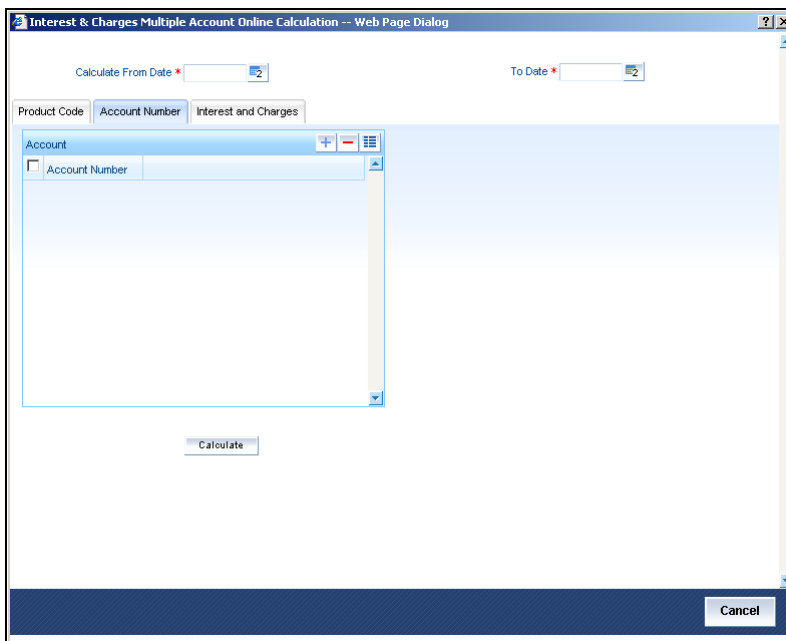 Interest & Charges Multiple Account Online Calculation -- Web Page Dialog
Calculate From Date * To Date *
Product Code Account Number Interest and Charges
Account
Account Number
Calculate
Cancel